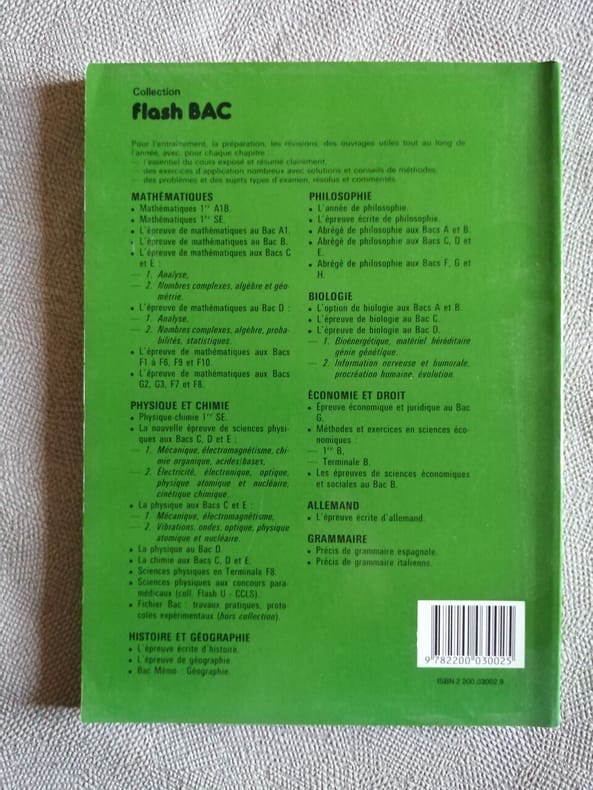 Collection
flash BAC
Pour l'entraînement, la préparation, les révisions, des ouvrages utiles tout au long de
l'année, avec, pour chaque chapitre :
— l'essentiel du cours exposé et résumé clairement,
— des exercices d'application nombreux avec solutions et conseils de méthodes,
— des problèmes et des sujets types d'examen, résolus et commentés.
MATHÉMATIQUES
• Mathématiques 1re A1B.
• Mathématiques 1re SE.
• L'épreuve de mathématiques au Bac A1.
• L'épreuve de mathématiques au Bac B.
• L'épreuve de mathématiques aux Bacs C
et E :
— 1. Analyse,
— 2. Nombres complexes, algèbre et géo-
métrie.
• L'épreuve de mathématiques au Bac D :
— 1. Analyse,
— 2. Nombres complexes, algèbre, proba-
bilités, statistiques.
• L'épreuve de mathématiques aux Bacs
F1 à F6, F9 et F10.
• L'épreuve de mathématiques aux Bacs
G2, G3, F7 et F8.
PHYSIQUE ET CHIMIE
• Physique-chimie 1re SE.
• La nouvelle épreuve de sciences physi-
ques aux Bacs C, D et E :
— 1. Mécanique, électromagnétisme, chi-
mie organique, acides/bases,
— 2. Électricité, électronique, optique,
physique atomique et nucléaire,
cinétique chimique.
• La physique aux Bacs C et E :
— 1. Mécanique, électromagnétisme,
— 2. Vibrations, ondes, optique, physique
atomique et nucléaire.
• La physique au Bac D.
• La chimie aux Bacs C, D et E.
• Sciences physiques en Terminale F8.
• Sciences physiques aux concours para-
médicaux (coll. Flash U - CCLS).
• Fichier Bac : travaux pratiques, proto-
coles expérimentaux (hors collection).
HISTOIRE ET GÉOGRAPHIE
• L'épreuve écrite d'histoire.
• L'épreuve de géographie.
• Bac Mémo : Géographie.
PHILOSOPHIE
• L'année de philosophie.
• L'épreuve écrite de philosophie.
• Abrégé de philosophie aux Bacs A et B.
• Abrégé de philosophie aux Bacs C, D et
E.
• Abrégé de philosophie aux Bacs F, G et
H.
BIOLOGIE
• L'option de biologie aux Bacs A et B.
• L'épreuve de biologie au Bac C.
• L'épreuve de biologie au Bac D.
— 1. Bioénergétique, matériel héréditaire
génie génétique.
— 2. Information nerveuse et humorale,
procréation humaine, évolution.
ÉCONOMIE ET DROIT
• Épreuve économique et juridique au Bac
G.
• Méthodes et exercices en sciences éco-
nomiques :
— 1re B,
— Terminale B.
• Les épreuves de sciences économiques
et sociales au Bac B.
ALLEMAND
• L'épreuve écrite d'allemand.
GRAMMAIRE
• Précis de grammaire espagnole.
• Précis de grammaire italienne.
9 782200 030025
ISBN 2.200.03002.9